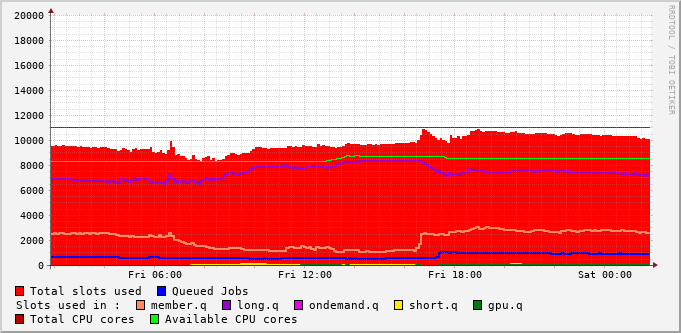 20000
18000
16000
14000
12000
10000
8000
6000
4000
2000
0
Fri 06:00 Fri 12:00 Fri 18:00 Sat 00:00
Total slots used Queued Jobs
Slots used in : member.q long.q ondemand.q short.q gpu.q
Total CPU cores Available CPU cores
RRDTOOL / TOBI OETIKER